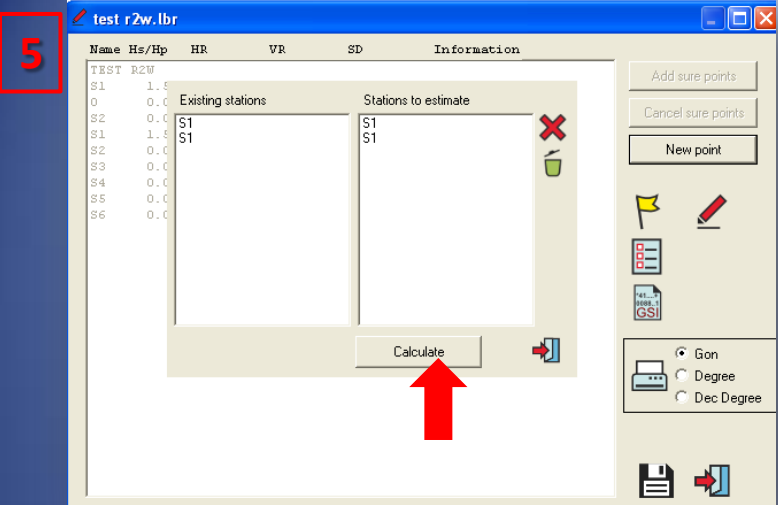 5
test r2w.lbr
Name Hs/Hp HR VR SD Information
TEST R2W
S1 1.5
0 0.0
S2 0.0
S1 1.5
S2 0.0
S3 0.0
S4 0.0
S5 0.0
S6 0.0
Existing stations
S1
S1
Stations to estimate
S1
S1
Calculate
Add sure points
Cancel sure points
New point
GSI
Gon
Degree
Dec Degree